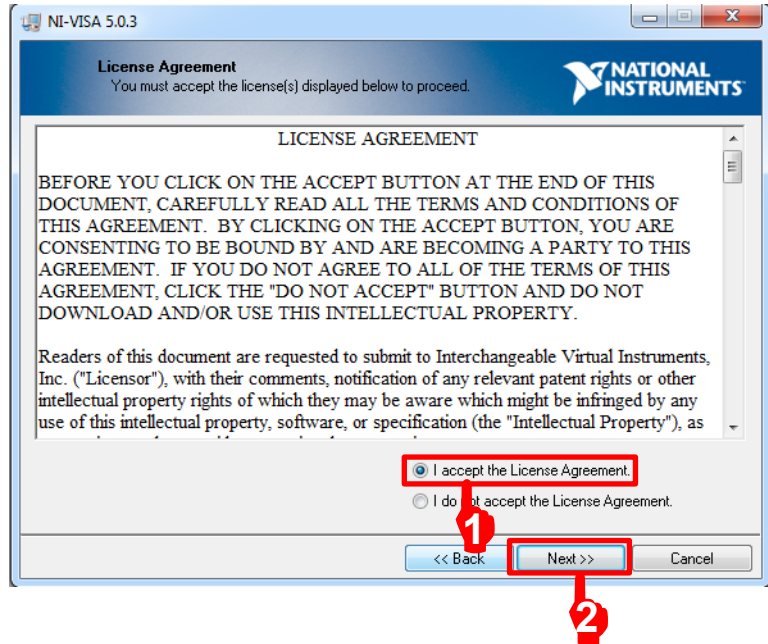 NI-VISA 5.0.3
License Agreement
You must accept the license(s) displayed below to proceed.
NATIONAL
INSTRUMENTS
LICENSE AGREEMENT
BEFORE YOU CLICK ON THE ACCEPT BUTTON AT THE END OF THIS
DOCUMENT, CAREFULLY READ ALL THE TERMS AND CONDITIONS OF
THIS AGREEMENT.  BY CLICKING ON THE ACCEPT BUTTON, YOU ARE
CONSENTING TO BE BOUND BY AND ARE BECOMING A PARTY TO THIS
AGREEMENT.  IF YOU DO NOT AGREE TO ALL OF THE TERMS OF THIS
AGREEMENT, CLICK THE "DO NOT ACCEPT" BUTTON AND DO NOT
DOWNLOAD AND/OR USE THIS INTELLECTUAL PROPERTY.
Readers of this document are requested to submit to Interchangeable Virtual Instruments,
Inc. ("Licensor"), with their comments, notification of any relevant patent rights or other
intellectual property rights of which they may be aware which might be infringed by any
use of this intellectual property, software, or specification (the "Intellectual Property"), as
I accept the License Agreement.
I do not accept the License Agreement.
1
<< Back
Next >>
Cancel
2